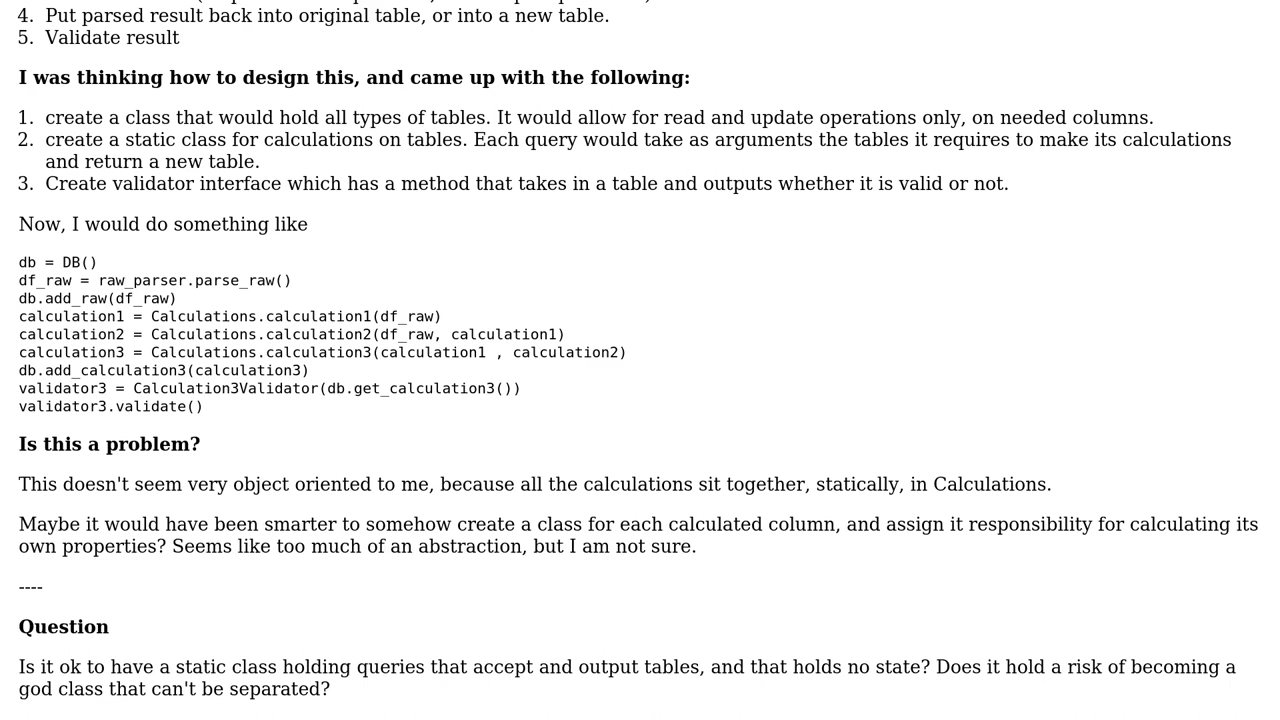 4. Put parsed result back into original table, or into a new table.
5. Validate result
I was thinking how to design this, and came up with the following:
1. create a class that would hold all types of tables. It would allow for read and update operations only, on needed columns.
2. create a static class for calculations on tables. Each query would take as arguments the tables it requires to make its calculations
and return a new table.
3. Create validator interface which has a method that takes in a table and outputs whether it is valid or not.
Now, I would do something like
db = DB()
df_raw = raw_parser.parse_raw()
db.add_raw(df_raw)
calculation1 = Calculations.calculation1(df_raw)
calculation2 = Calculations.calculation2(df_raw, calculation1)
calculation3 = Calculations.calculation3(calculation1 , calculation2)
db.add_calculation3(calculation3)
validator3 = Calculation3Validator(db.get_calculation3())
validator3.validate()
Is this a problem?
This doesn't seem very object oriented to me, because all the calculations sit together, statically, in Calculations.
Maybe it would have been smarter to somehow create a class for each calculated column, and assign it responsibility for calculating its
own properties? Seems like too much of an abstraction, but I am not sure.
----
Question
Is it ok to have a static class holding queries that accept and output tables, and that holds no state? Does it hold a risk of becoming a
god class that can't be separated?